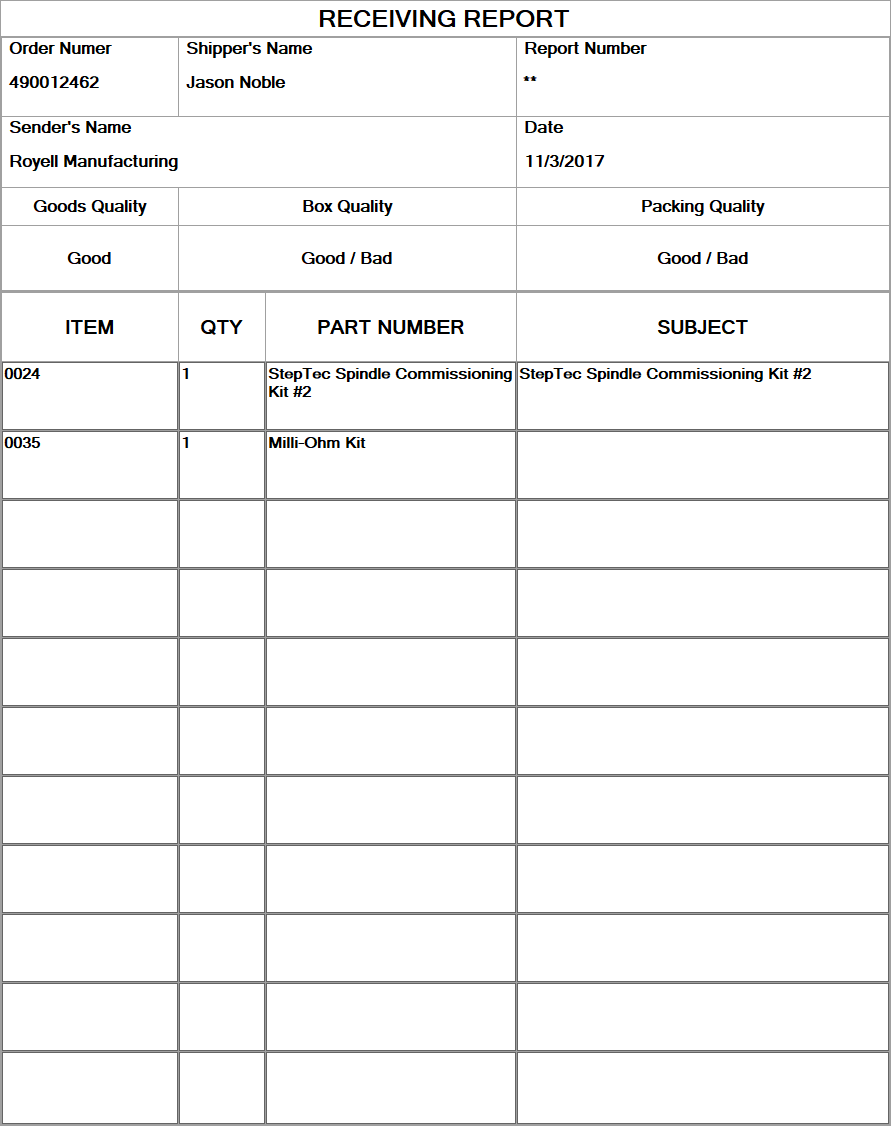 RECEIVING REPORT
Order Numer
Shipper's Name
Report Number
490012462
Jason Noble
**
Sender's Name
Date
Royell Manufacturing
11/3/2017
Goods Quality
Box Quality
Packing Quality
Good
Good / Bad
Good / Bad
ITEM
QTY
PART NUMBER
SUBJECT
0024
1
StepTec Spindle Commissioning
Kit #2
StepTec Spindle Commissioning Kit #2
0035
1
Milli-Ohm Kit